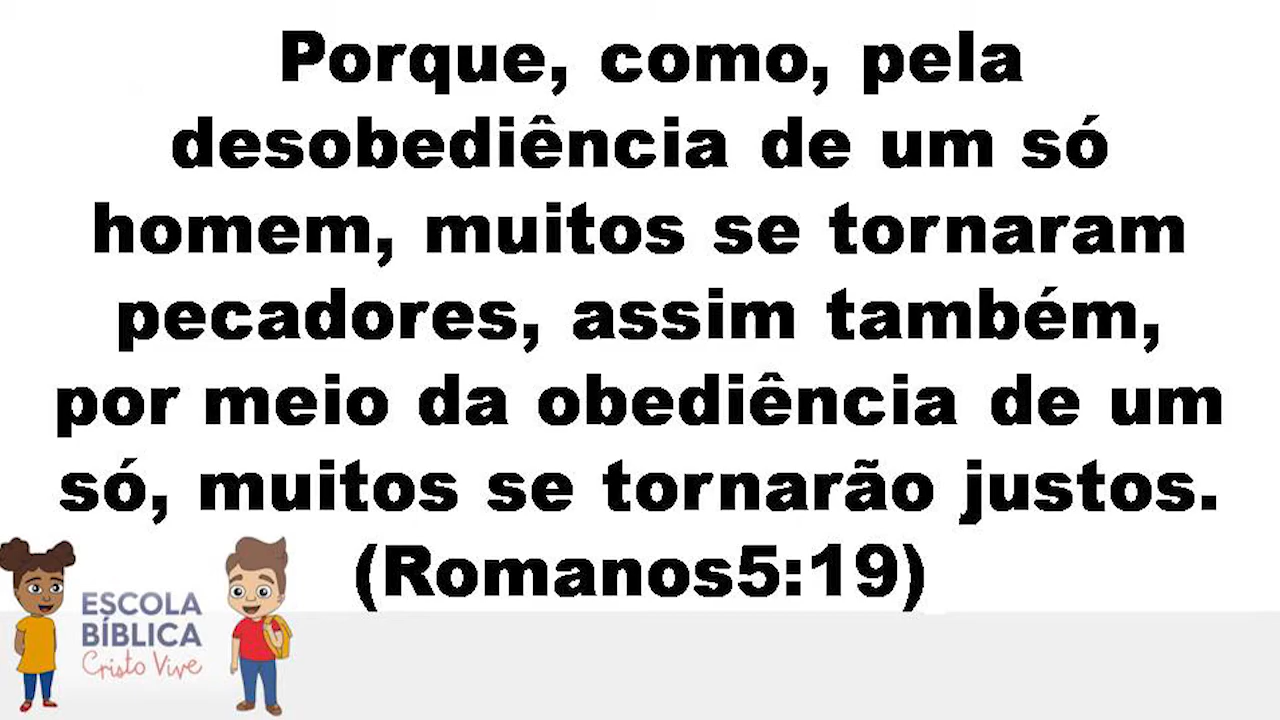 Porque, como, pela
desobediência de um só
homem, muitos se tornaram
pecadores, assim também,
por meio da obediência de um
só, muitos se tornarão justos.
(Romanos5:19)
ESCOLA
BÍBLICA
Cristo Vive